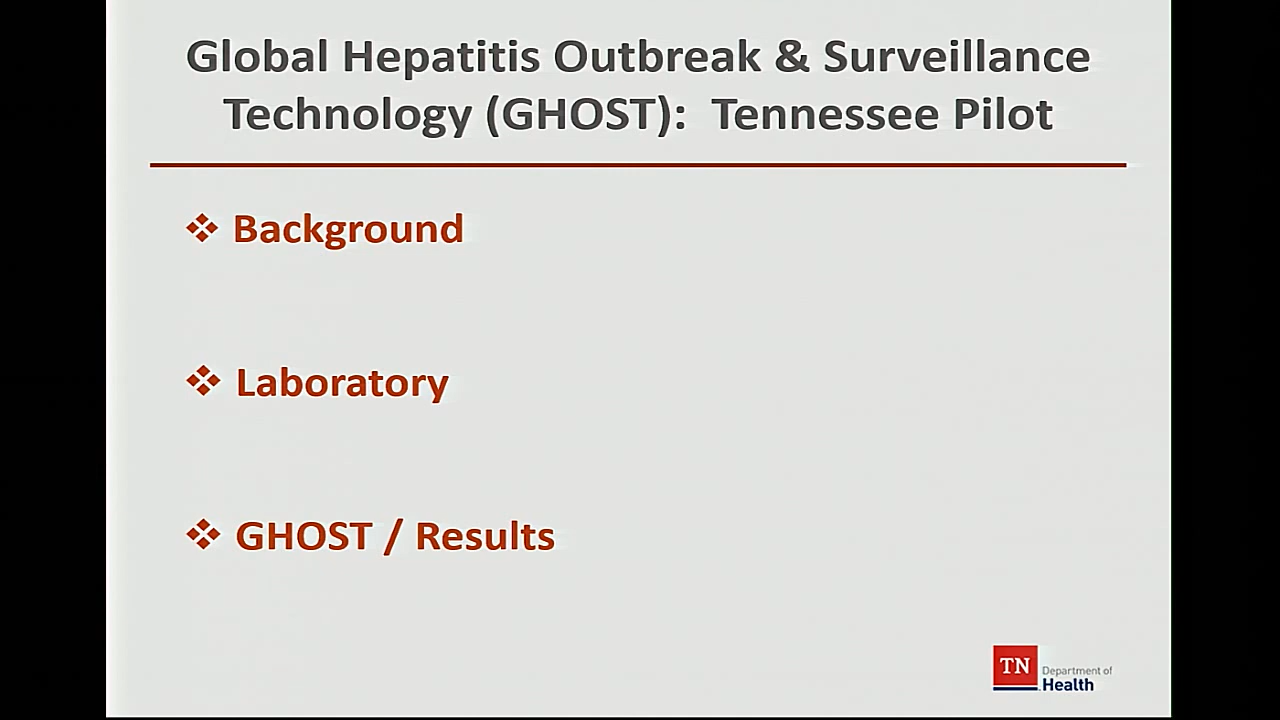 Global Hepatitis Outbreak & Surveillance
Technology (GHOST): Tennessee Pilot
❖ Background
❖ Laboratory
❖ GHOST / Results
TN
Department of
Health